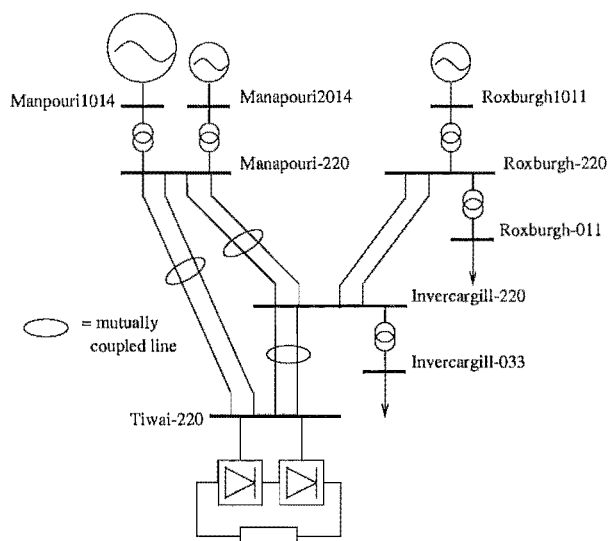 Manpouri1014
Manapouri2014
Roxburgh1011
Manapouri-220
Roxburgh-220
Roxburgh-011
Invercargill-220
= mutually
coupled line
Invercargill-033
Tiwai-220